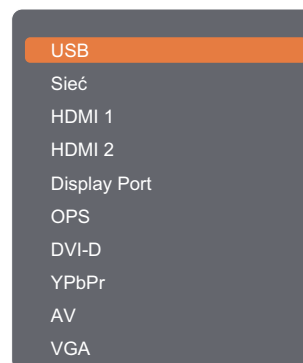 USB
Sieć
HDMI 1
HDMI 2
Display Port
OPS
DVI-D
YPbPr
AV
VGA